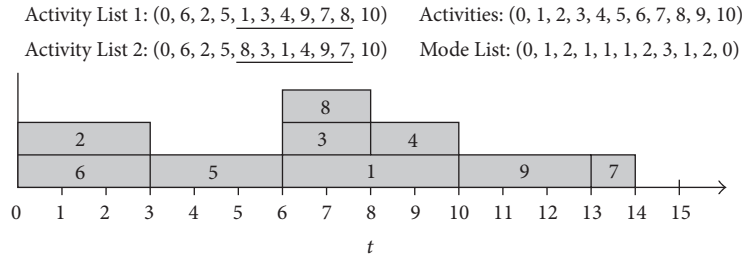 Activity List 1: (0, 6, 2, 5, 1, 3, 4, 9, 7, 8, 10) Activities: (0, 1, 2, 3, 4, 5, 6, 7, 8, 9, 10)
Activity List 2: (0, 6, 2, 5, 8, 3, 1, 4, 9, 7, 10) Mode List: (0, 1, 2, 1, 1, 1, 2, 3, 1, 2, 0)
8
2 3 4
6 5 1 9 7
0 1 2 3 4 5 6 7 8 9 10 11 12 13 14 15
t